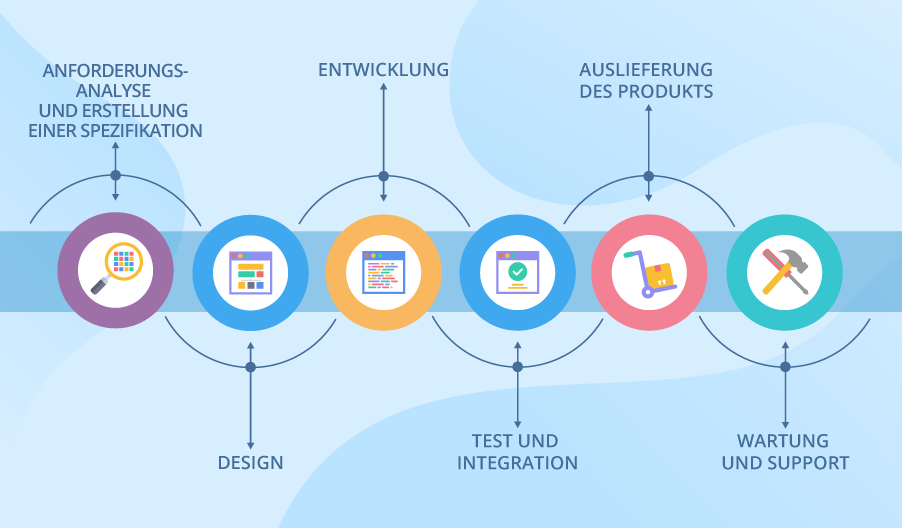 ANFORDERUNGS-
ANALYSE
UND ERSTELLUNG
EINER SPEZIFIKATION
DESIGN
ENTWICKLUNG
TEST UND
INTEGRATION
AUSLIEFERUNG
DES PRODUKTS
WARTUNG
UND SUPPORT